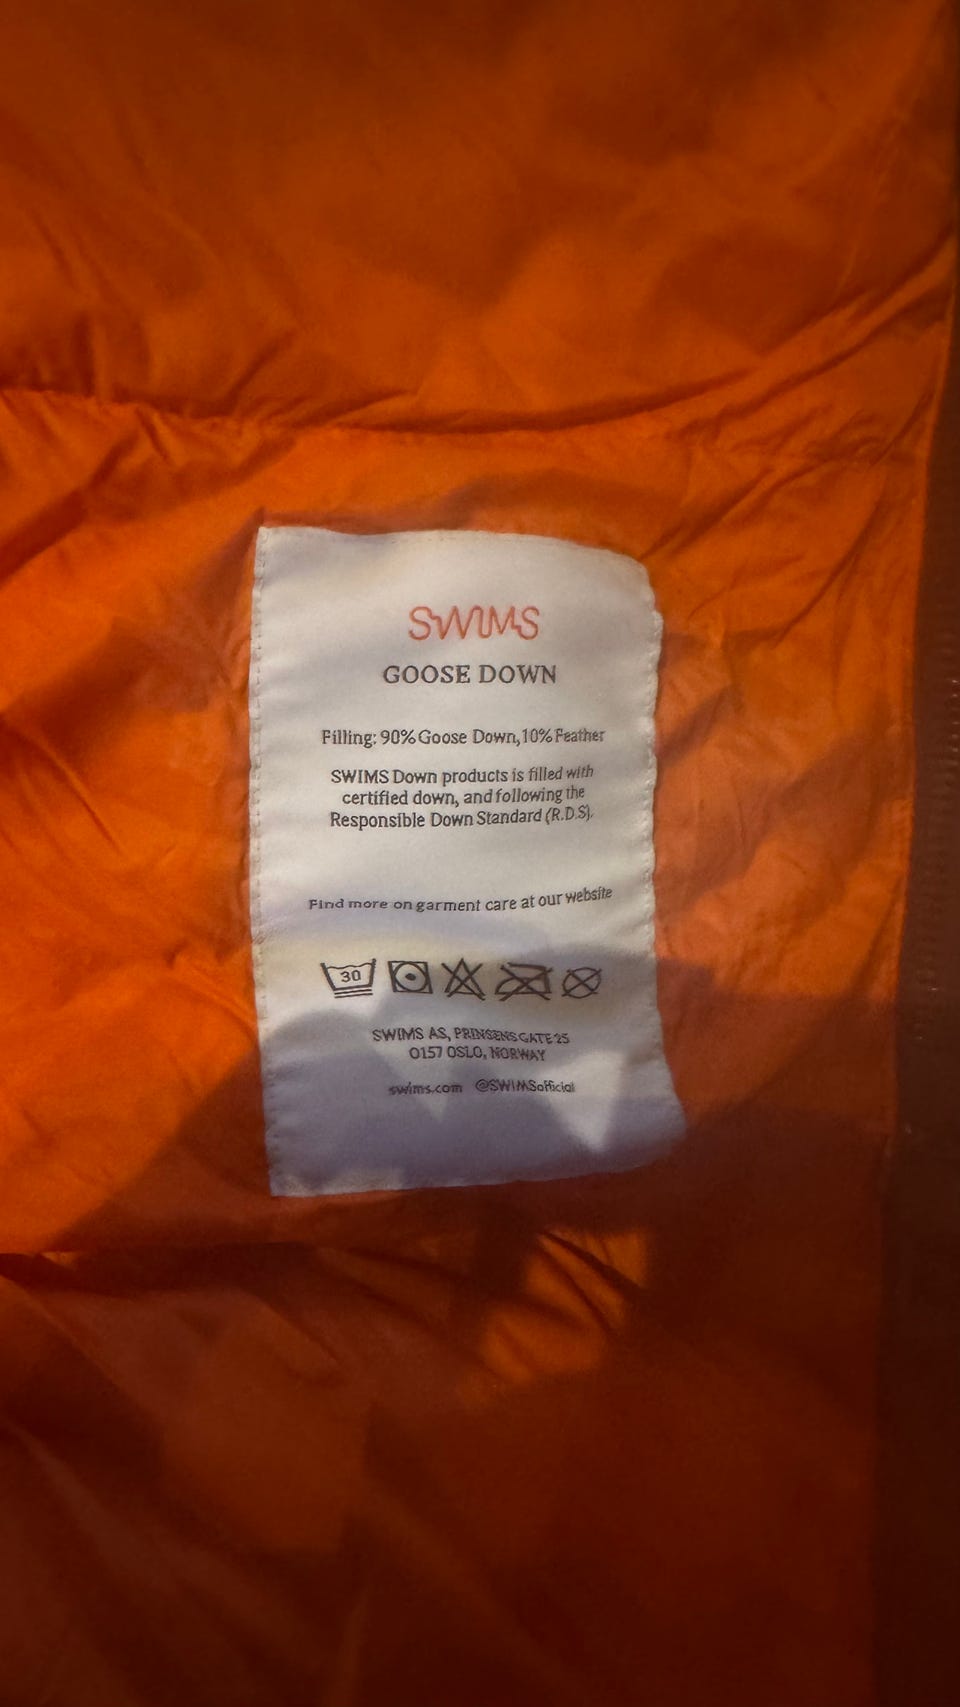 SWIMS
GOOSE DOWN
Filling: 90% Goose Down, 10% Feather
SWIMS Down products is filled with
certified down, and following the
Responsible Down Standard (R.D.S).
Find more on garment care at our website
30
SWIMS AS, PRINSENS GATE 25
0157 OSLO, NORWAY
swims.com @SWIMSofficial